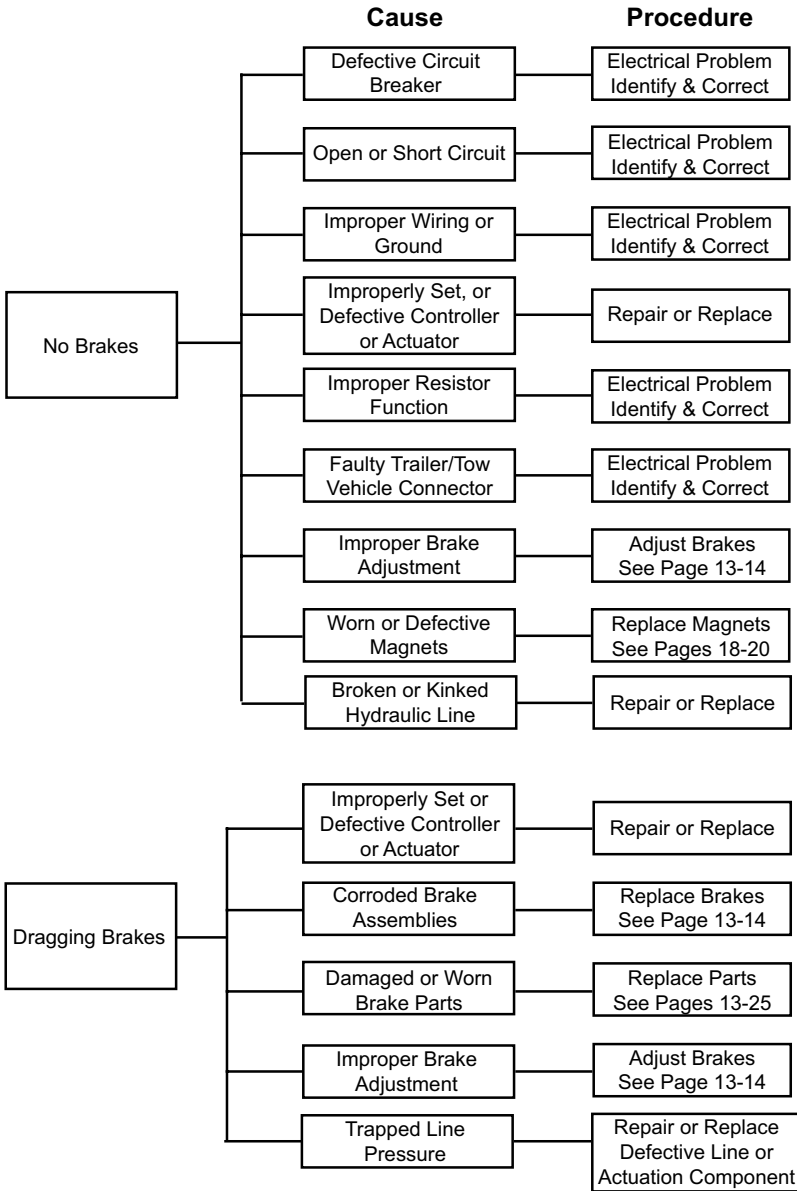 Cause
Procedure
No Brakes
Defective Circuit
Breaker
Electrical Problem
Identify & Correct
Open or Short Circuit
Electrical Problem
Identify & Correct
Improper Wiring or
Ground
Electrical Problem
Identify & Correct
Improperly Set, or
Defective Controller
or Actuator
Repair or Replace
Improper Resistor
Function
Electrical Problem
Identify & Correct
Faulty Trailer/Tow
Vehicle Connector
Electrical Problem
Identify & Correct
Improper Brake
Adjustment
Adjust Brakes
See Page 13-14
Worn or Defective
Magnets
Replace Magnets
See Pages 18-20
Broken or Kinked
Hydraulic Line
Repair or Replace
Dragging Brakes
Improperly Set or
Defective Controller
or Actuator
Repair or Replace
Corroded Brake
Assemblies
Replace Brakes
See Page 13-14
Damaged or Worn
Brake Parts
Replace Parts
See Pages 13-25
Improper Brake
Adjustment
Adjust Brakes
See Page 13-14
Trapped Line
Pressure
Repair or Replace
Defective Line or
Actuation Component